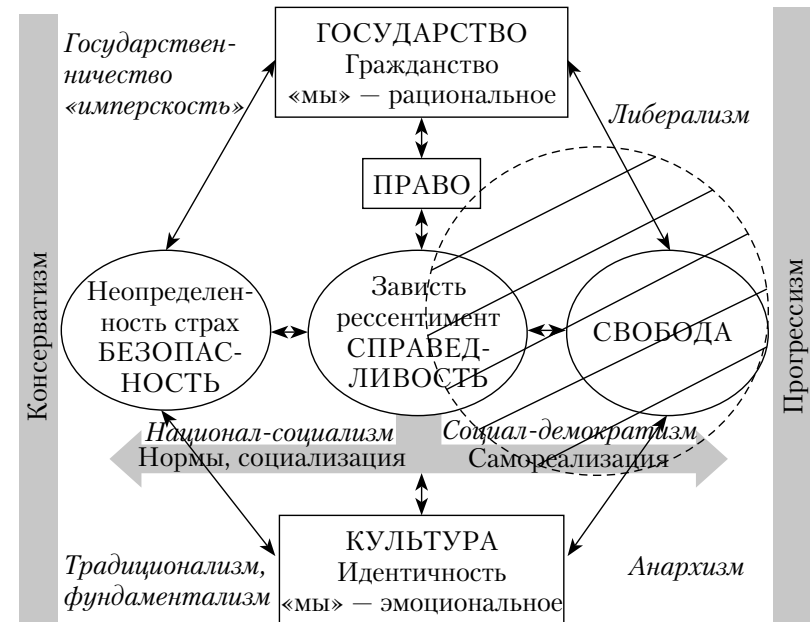 Государствен-
ничество
«имперскость»
ГОСУДАРСТВО
Гражданство
«мы» — рациональное
Либерализм
ПРАВО
Консерватизм
Прогрессизм
Неопределен-
ность страх
БЕЗОПАС-
НОСТЬ
Зависть
рессентимент
СПРАВЕД-
ЛИВОСТЬ
СВОБОДА
Национал-социализм
Социал-демократизм
Нормы, социализация
Самореализация
Традиционализм,
фундаментализм
КУЛЬТУРА
Идентичность
«мы» — эмоциональное
Анархизм